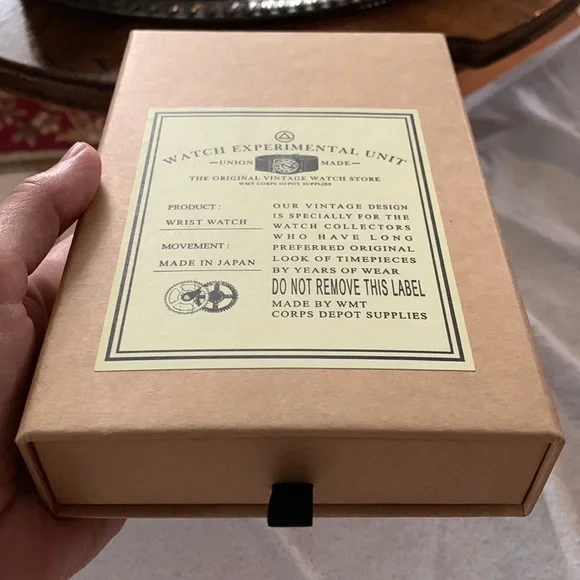 WATCH EXPERIMENTAL UNIT
UNION MADE
THE ORIGINAL VINTAGE WATCH STORE
WMT CORPS DEPOT SUPPLIES
PRODUCT :
WRIST WATCH
MOVEMENT :
MADE IN JAPAN
OUR VINTAGE DESIGN
IS SPECIALLY FOR THE
WATCH COLLECTORS
WHO HAVE LONG
PREFERRED ORIGINAL
LOOK OF TIMEPIECES
BY YEARS OF WEAR
DO NOT REMOVE THIS LABEL
MADE BY WMT
CORPS DEPOT SUPPLIES